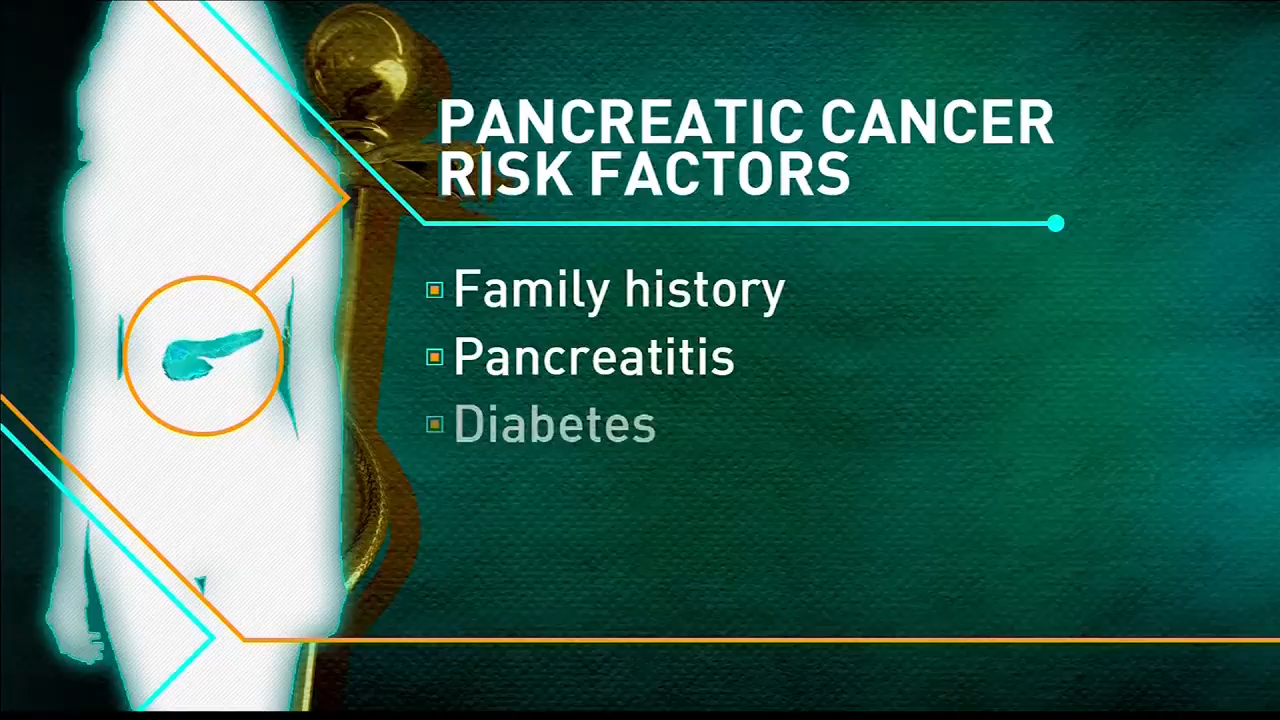 PANCREATIC CANCER
RISK FACTORS
Family history
Pancreatitis
Diabetes